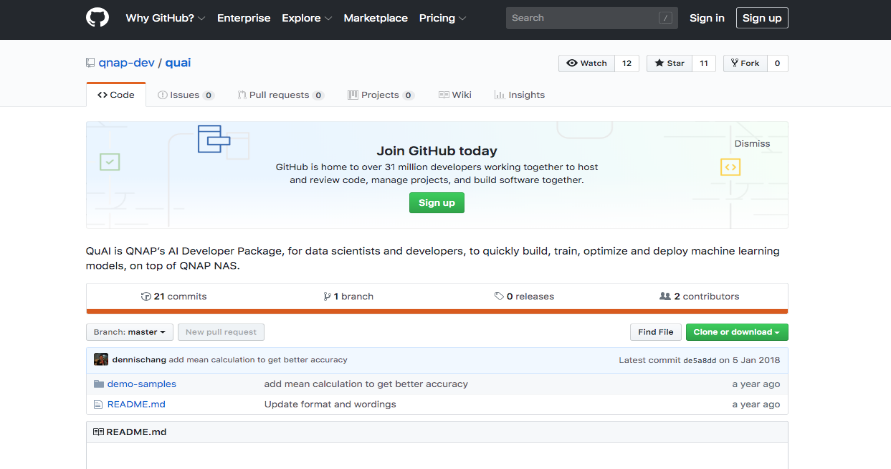 Why GitHub? Enterprise Explore Marketplace Pricing Search / Sign in Sign up
qnap-dev / quai Watch 12 Star 11 Fork 0
Code Issues 0 Pull requests 0 Projects 0 Wiki Insights
Join GitHub today
Dismiss
GitHub is home to over 31 million developers working together to host
and review code, manage projects, and build software together.
Sign up
QuAI is QNAP's AI Developer Package, for data scientists and developers, to quickly build, train, optimize and deploy machine learning
models, on top of QNAP NAS.
21 commits 1 branch 0 releases 2 contributors
Branch: master New pull request Find File Clone or download
dennischang add mean calculation to get better accuracy Latest commit de5a8dd on 5 Jan 2018
demo-samples add mean calculation to get better accuracy a year ago
README.md Update format and wordings a year ago
README.md